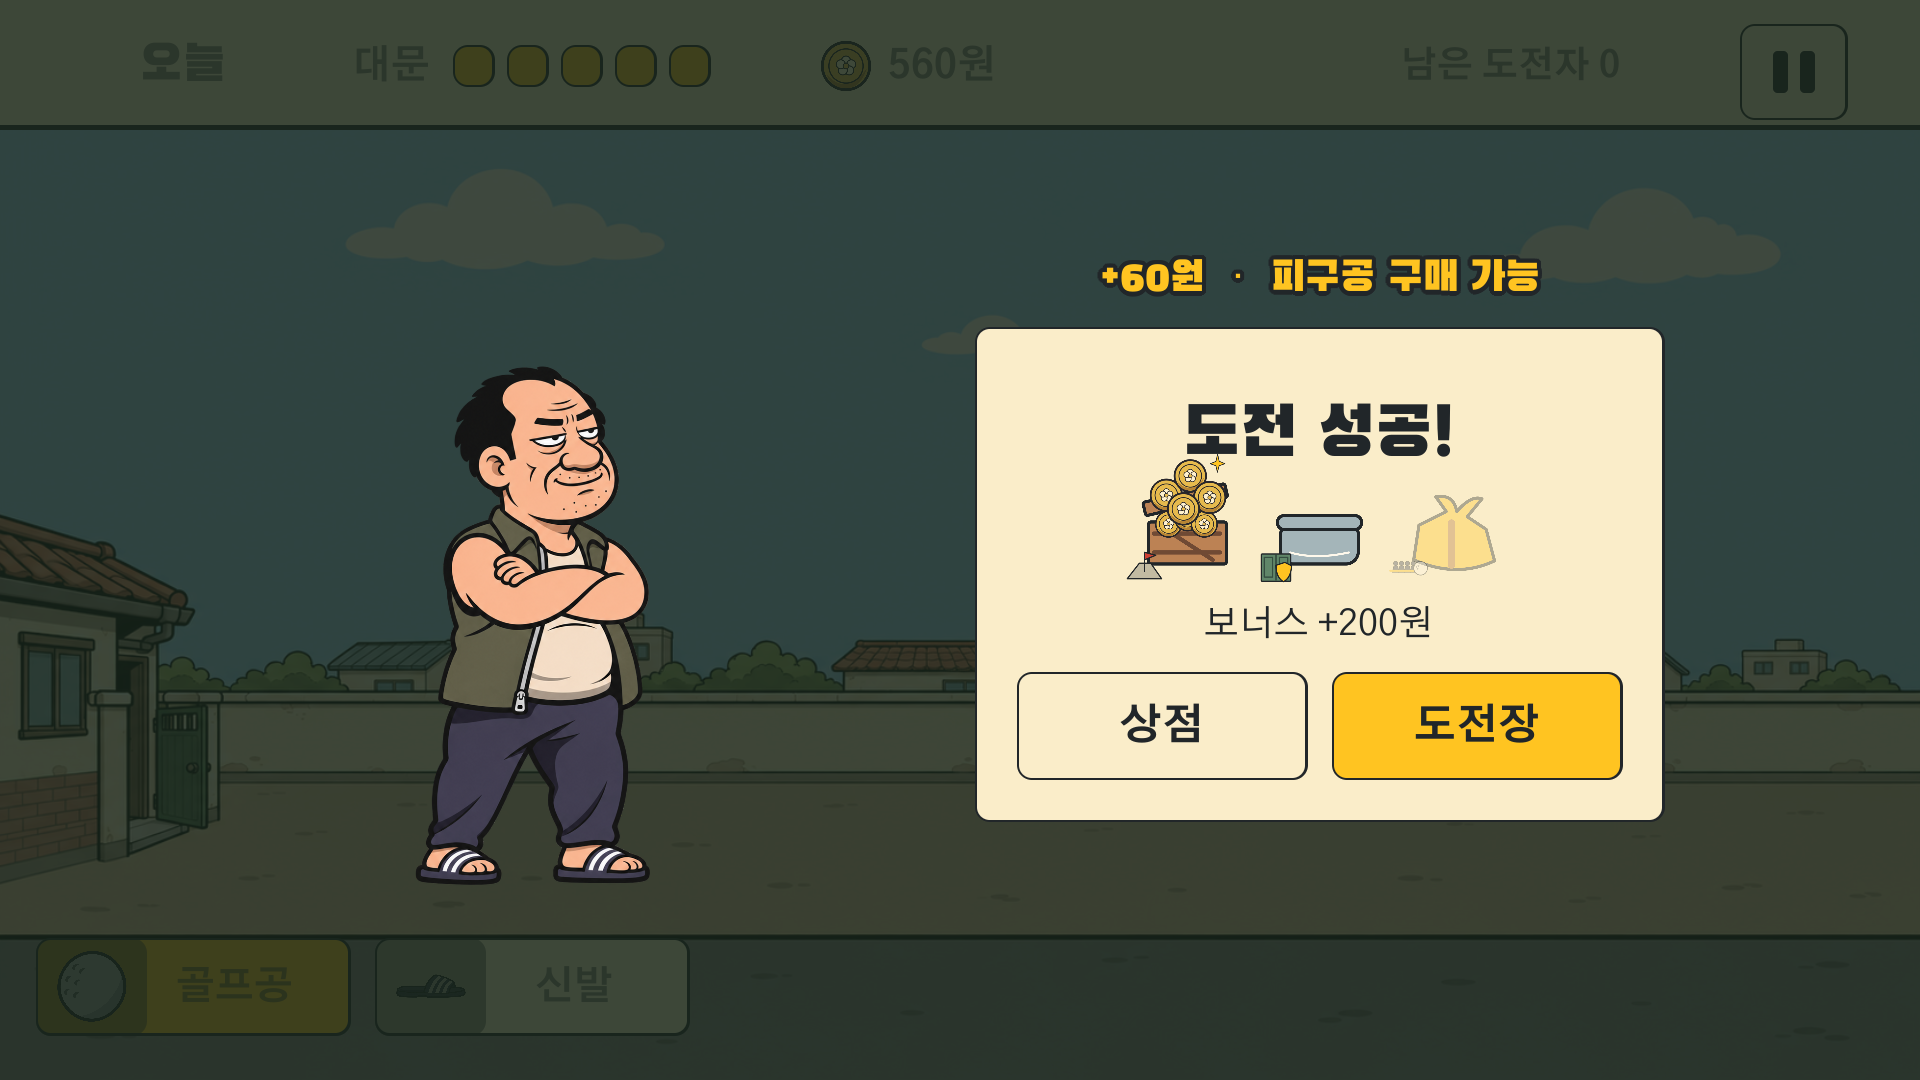 오늘
대문
560원
남은 도전자 0
+60원 · 피구공 구매 가능
도전 성공!
보너스 +200원
상점
도전장
골프공
신발